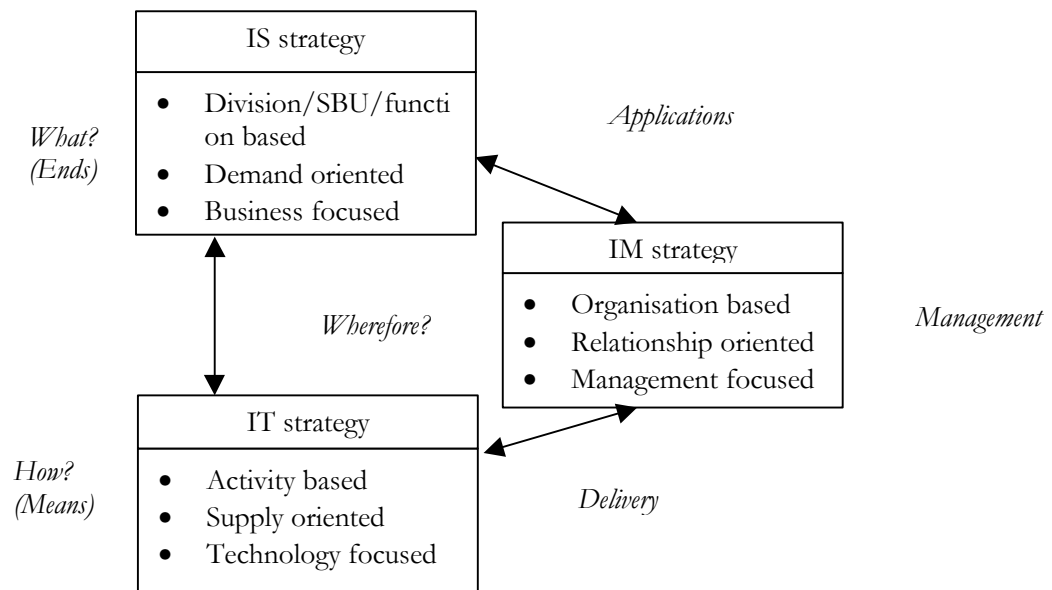 IS strategy
• Division/SBU/functi
on based
• Demand oriented
• Business focused
What?
(Ends)
Applications
IM strategy
• Organisation based
• Relationship oriented
• Management focused
Wherefore?
Management
IT strategy
• Activity based
• Supply oriented
• Technology focused
How?
(Means)
Delivery